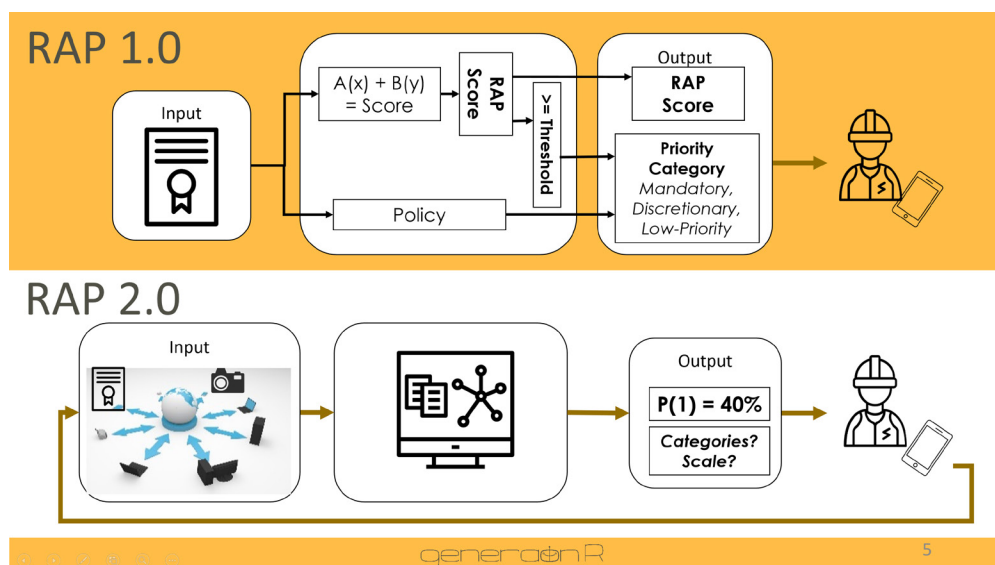 RAP 1.0
Input
A(x) + B(y)
= Score
RAP
Score
>= Threshold
Policy
Output
RAP
Score
Priority
Category
Mandatory,
Discretionary,
Low-Priority
RAP 2.0
Input
Output
P(1) = 40%
Categories?
Scale?
5